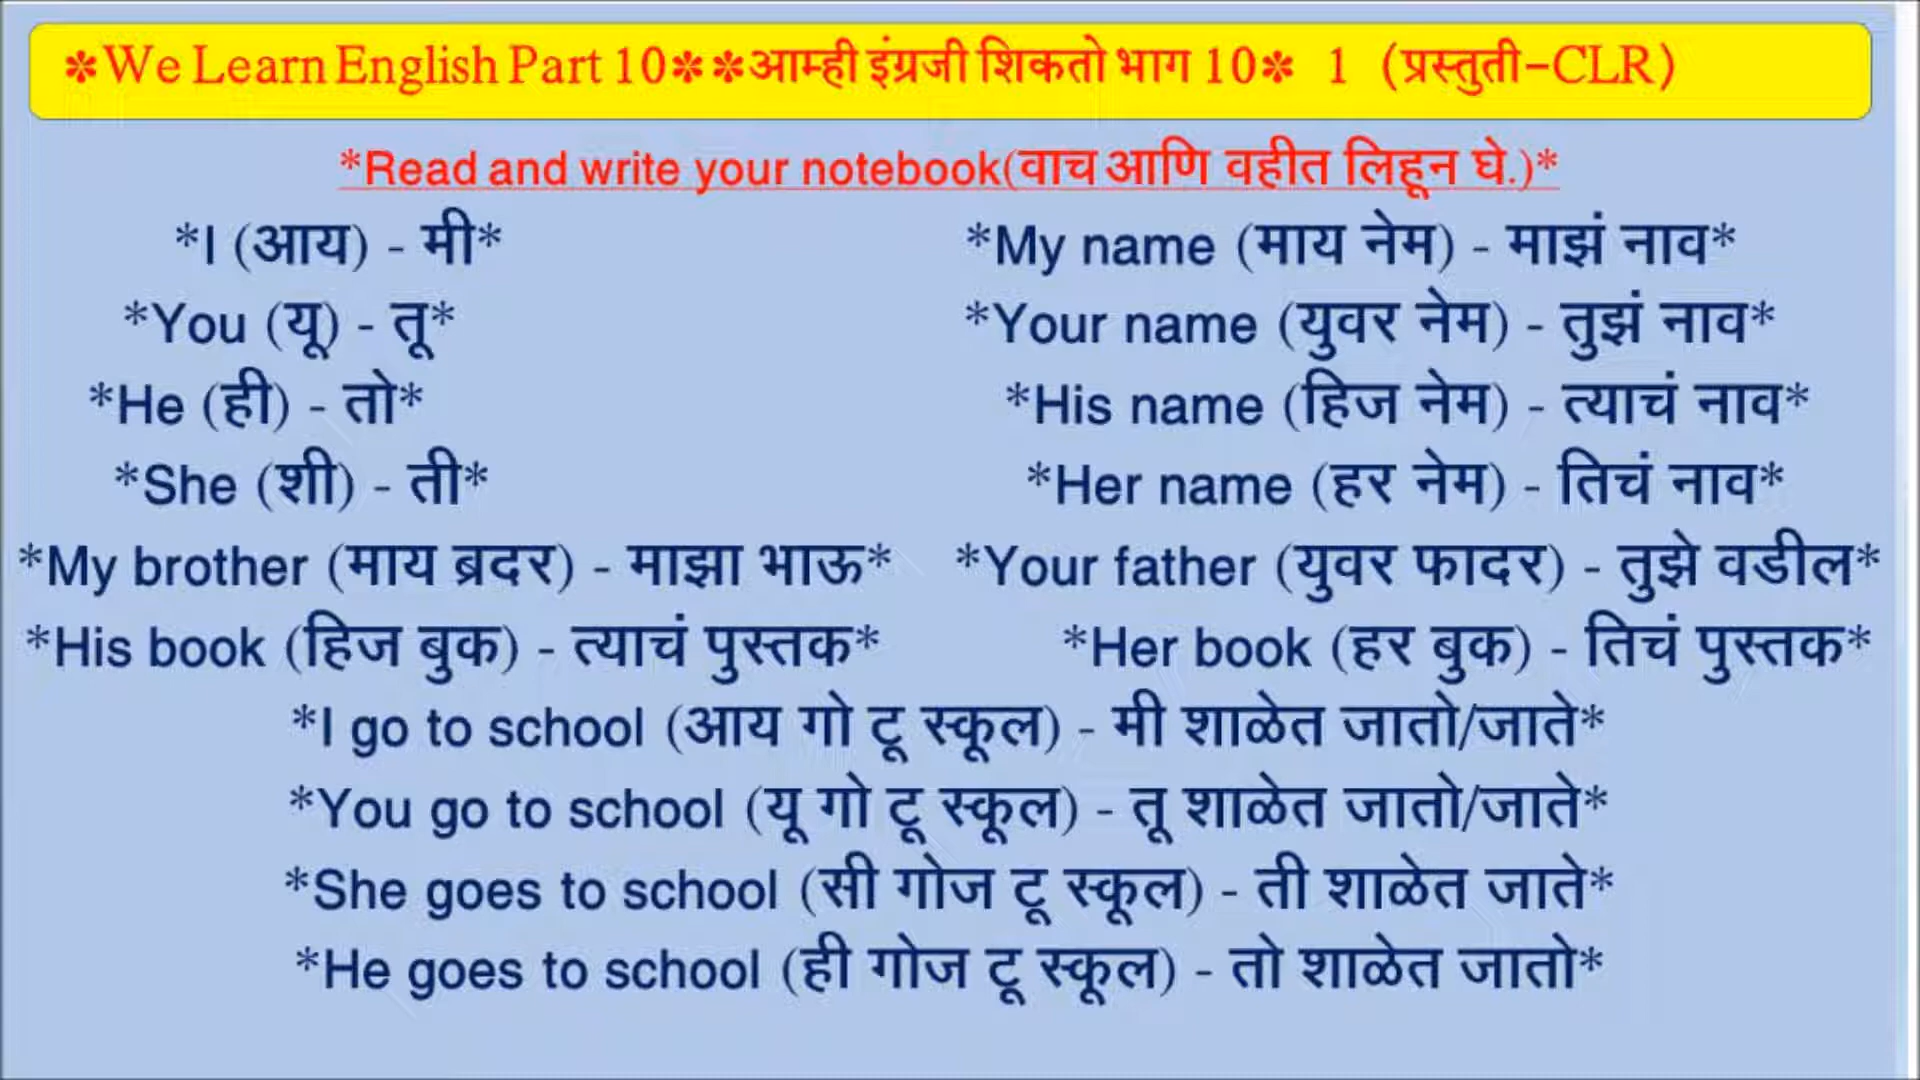 ✽We Learn English Part 10✽✽आम्ही इंग्रजी शिकतो भाग 10✽ 1 (प्रस्तुती-CLR)
*Read and write your notebook(वाच आणि वहीत लिहून घे.)*
*I (आय) - मी* *My name (माय नेम) - माझं नाव*
*You (यू) - तू* *Your name (युवर नेम) - तुझं नाव*
*He (ही) - तो* *His name (हिज नेम) - त्याचं नाव*
*She (शी) - ती* *Her name (हर नेम) - तिचं नाव*
*My brother (माय ब्रदर) - माझा भाऊ* *Your father (युवर फादर) - तुझे वडील*
*His book (हिज बुक) - त्याचं पुस्तक* *Her book (हर बुक) - तिचं पुस्तक*
*I go to school (आय गो टू स्कूल) - मी शाळेत जातो/जाते*
*You go to school (यू गो टू स्कूल) - तू शाळेत जातो/जाते*
*She goes to school (सी गोज टू स्कूल) - ती शाळेत जाते*
*He goes to school (ही गोज टू स्कूल) - तो शाळेत जातो*